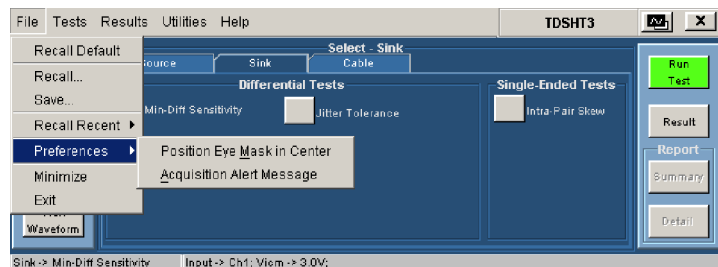 File Tests Results Utilities Help TDSHT3 X
Recall Default
Recall...
Save...
Recall Recent
Preferences
Minimize
Exit
Position Eye Mask in Center
Acquisition Alert Message
Select - Sink
Sink Cable
Differential Tests
Min-Diff Sensitivity
Jitter Tolerance
Single-Ended Tests
Intra-Pair Skew
Run
Test
Result
Report
Summary
Detail
Waveform
Sink -> Min-Diff Sensitivity Input -> Ch1; Vicm -> 3.0V;